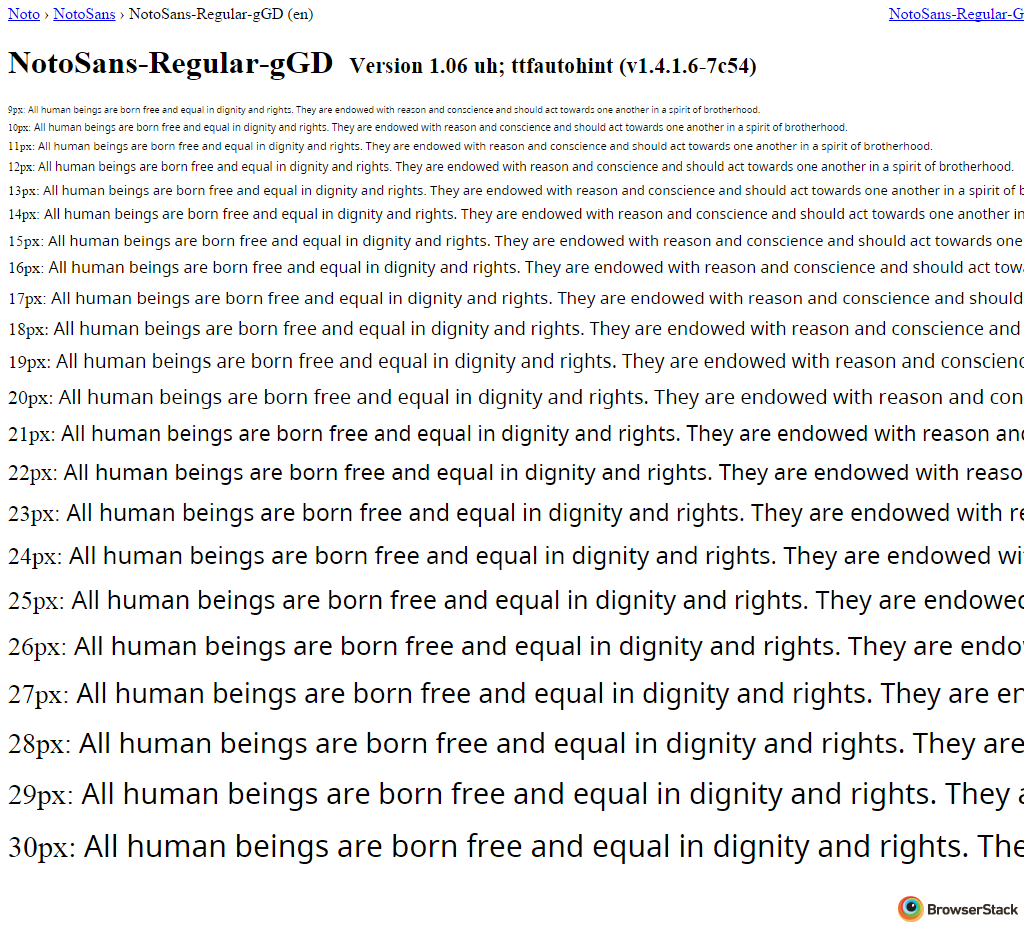 Noto › NotoSans › NotoSans-Regular-gGD (en) NotoSans-Regular-G
NotoSans-Regular-gGD Version 1.06 uh; ttfautohint (v1.4.1.6-7c54)
9px: All human beings are born free and equal in dignity and rights. They are endowed with reason and conscience and should act towards one another in a spirit of brotherhood.
10px: All human beings are born free and equal in dignity and rights. They are endowed with reason and conscience and should act towards one another in a spirit of brotherhood.
11px: All human beings are born free and equal in dignity and rights. They are endowed with reason and conscience and should act towards one another in a spirit of brotherhood.
12px: All human beings are born free and equal in dignity and rights. They are endowed with reason and conscience and should act towards one another in a spirit of brotherhood.
13px: All human beings are born free and equal in dignity and rights. They are endowed with reason and conscience and should act towards one another in a spirit of b
14px: All human beings are born free and equal in dignity and rights. They are endowed with reason and conscience and should act towards one another in
15px: All human beings are born free and equal in dignity and rights. They are endowed with reason and conscience and should act towards one
16px: All human beings are born free and equal in dignity and rights. They are endowed with reason and conscience and should act tow
17px: All human beings are born free and equal in dignity and rights. They are endowed with reason and conscience and should
18px: All human beings are born free and equal in dignity and rights. They are endowed with reason and conscience and
19px: All human beings are born free and equal in dignity and rights. They are endowed with reason and conscienc
20px: All human beings are born free and equal in dignity and rights. They are endowed with reason and con
21px: All human beings are born free and equal in dignity and rights. They are endowed with reason and
22px: All human beings are born free and equal in dignity and rights. They are endowed with reaso
23px: All human beings are born free and equal in dignity and rights. They are endowed with re
24px: All human beings are born free and equal in dignity and rights. They are endowed wi
25px: All human beings are born free and equal in dignity and rights. They are endowed
26px: All human beings are born free and equal in dignity and rights. They are endo
27px: All human beings are born free and equal in dignity and rights. They are en
28px: All human beings are born free and equal in dignity and rights. They are
29px: All human beings are born free and equal in dignity and rights. They a
30px: All human beings are born free and equal in dignity and rights. The
BrowserStack